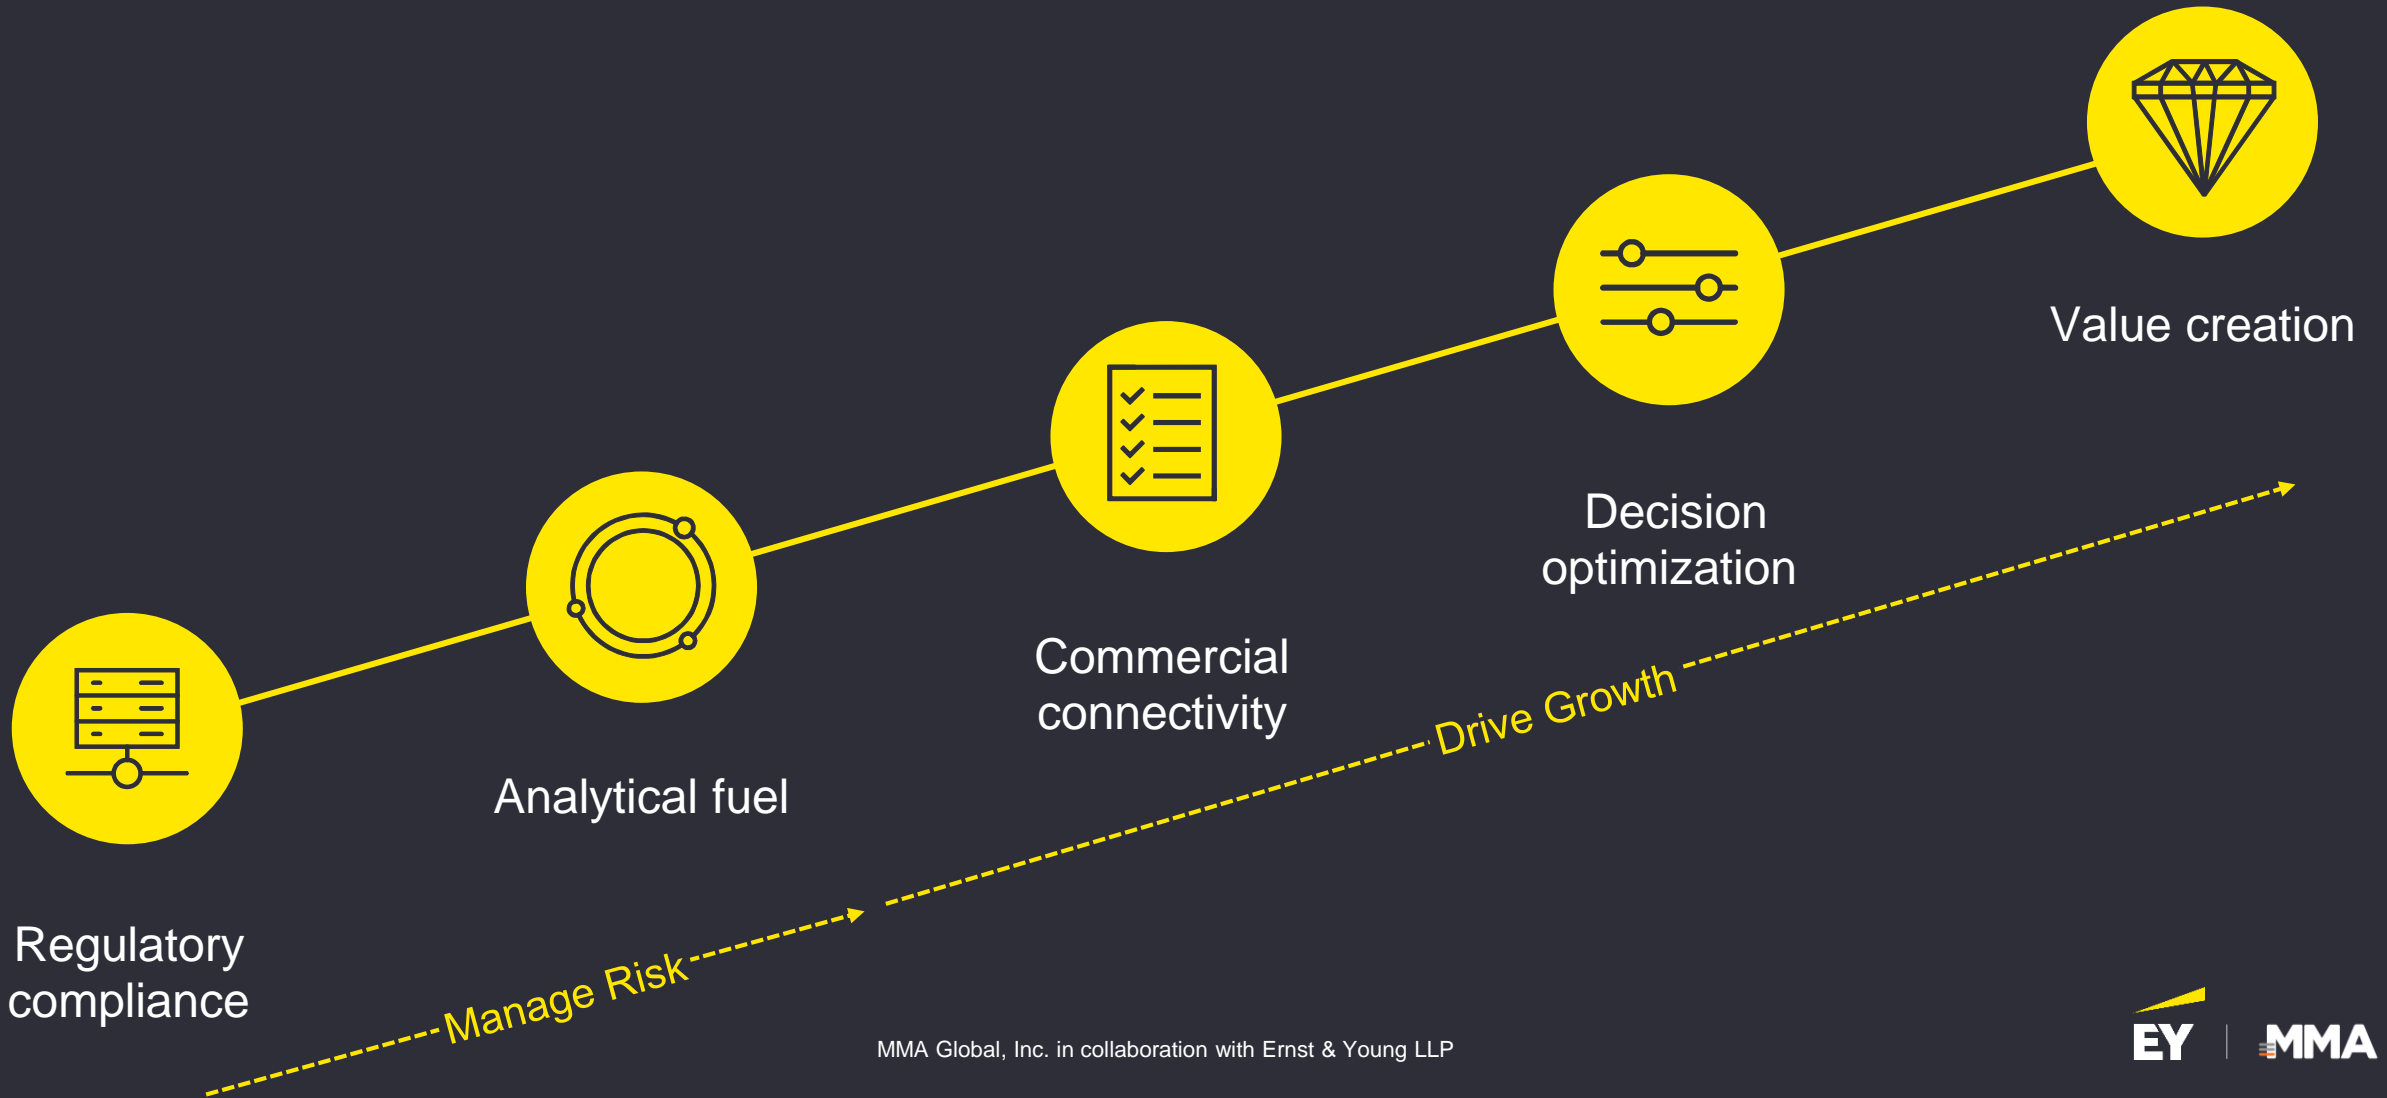 Value creation
Decision
optimization
Commercial
connectivity
Drive Growth
Analytical fuel
Regulatory
compliance
Manage Risk
MMA Global, Inc. in collaboration with Ernst & Young LLP
EY
MMA